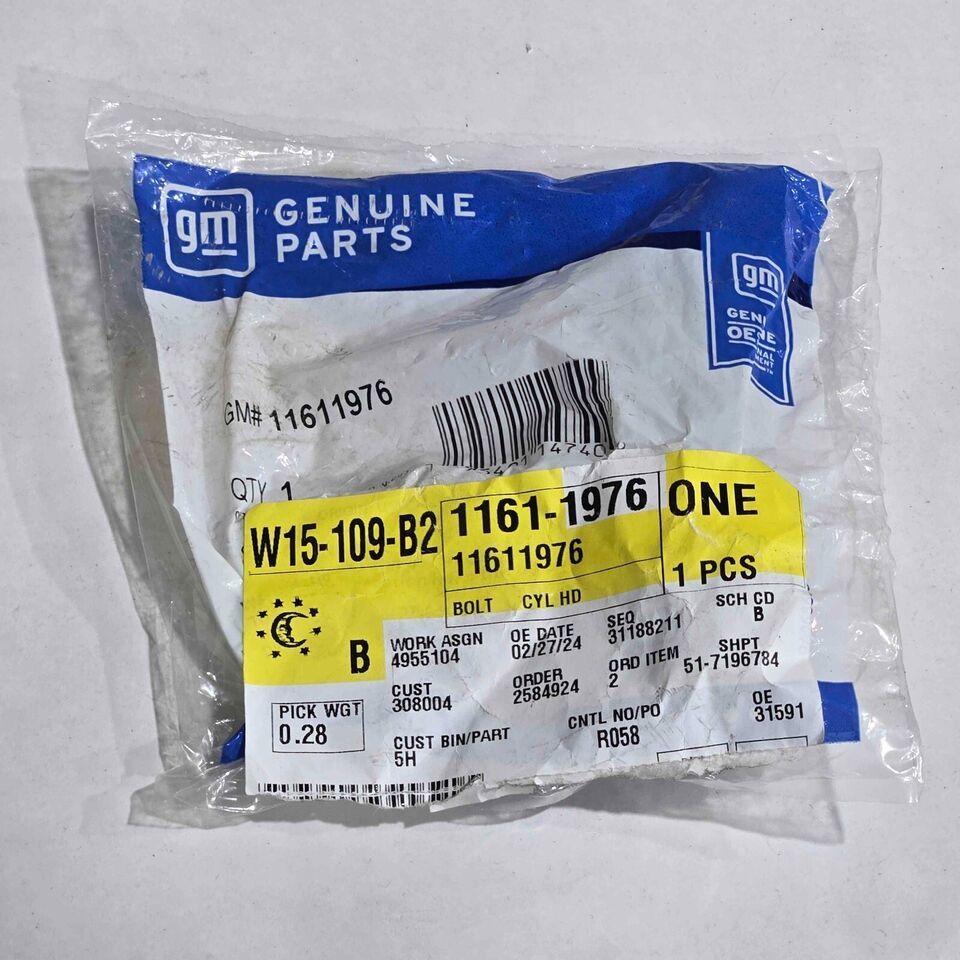 gm GENUINE
PARTS
gm
GENUINE
OE
GM# 11611976
QTY 1
W15-109-B2
1161-1976
11611976
ONE
1 PCS
BOLT CYL HD
B
WORK ASGN
4955104
OE DATE
02/27/24
SEQ
31188211
SCH CD
B
CUST
308004
ORDER
2584924
ORD ITEM
2
SHPT
51-7196784
PICK WGT
0.28
CUST BIN/PART
5H
CNTL NO/PO
R058
OE
31591